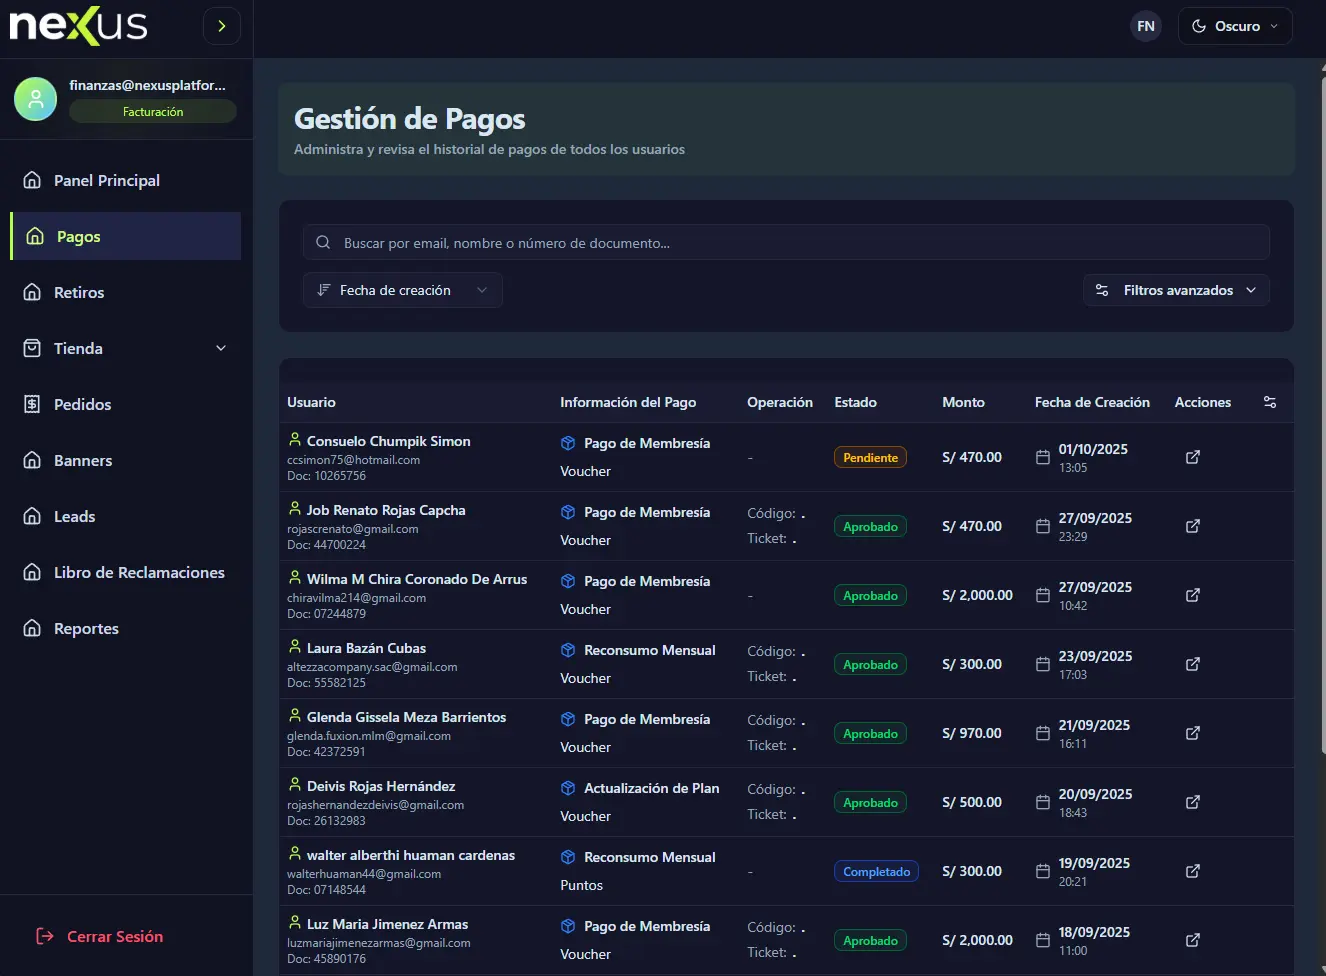 nexus
finanzas@nexusplatfor...
Facturación
Panel Principal
Pagos
Retiros
Tienda
Pedidos
Banners
Leads
Libro de Reclamaciones
Reportes
Cerrar Sesión
FN
Oscuro
Gestión de Pagos
Administra y revisa el historial de pagos de todos los usuarios
Buscar por email, nombre o número de documento...
Fecha de creación
Filtros avanzados
Usuario Información del Pago Operación Estado Monto Fecha de Creación Acciones
Consuelo Chumpik Simon
ccsimon75@hotmail.com
Doc: 10265756
Pago de Membresía
Voucher
-
Pendiente
S/ 470.00
01/10/2025
13:05
Job Renato Rojas Capcha
rojascrenato@gmail.com
Doc: 44700224
Pago de Membresía
Voucher
Código: .
Ticket: .
Aprobado
S/ 470.00
27/09/2025
23:29
Wilma M Chira Coronado De Arrus
chiravilma214@gmail.com
Doc: 07244879
Pago de Membresía
Voucher
-
Aprobado
S/ 2,000.00
27/09/2025
10:42
Laura Bazán Cubas
altezzacompany.sac@gmail.com
Doc: 55582125
Reconsumo Mensual
Voucher
Código: .
Ticket: .
Aprobado
S/ 300.00
23/09/2025
17:03
Glenda Gissela Meza Barrientos
glenda.fuxion.mlm@gmail.com
Doc: 42372591
Pago de Membresía
Voucher
Código: .
Ticket: .
Aprobado
S/ 970.00
21/09/2025
16:11
Deivis Rojas Hernández
rojashernandezdeivis@gmail.com
Doc: 26132983
Actualización de Plan
Voucher
Código: .
Ticket: .
Aprobado
S/ 500.00
20/09/2025
18:43
walter alberthi huaman cardenas
walterhuaman44@gmail.com
Doc: 07148544
Reconsumo Mensual
Puntos
-
Completado
S/ 300.00
19/09/2025
20:21
Luz Maria Jimenez Armas
luzmariajimenezarmas@gmail.com
Doc: 45890176
Pago de Membresía
Voucher
Código: .
Ticket: .
Aprobado
S/ 2,000.00
18/09/2025
11:00